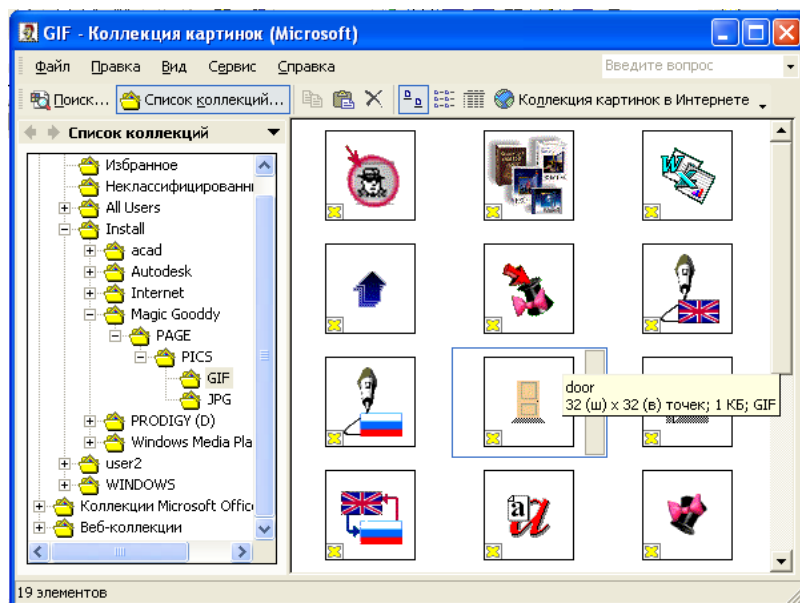 GIF - Коллекция картинок (Microsoft)
Файл Правка Вид Сервис Справка Введите вопрос
Поиск... Список коллекций... Коллекция картинок в Интернете
Список коллекций
Избранное
Неклассифицированны
All Users
Install
acad
Autodesk
Internet
Magic Gooddy
PAGE
PICS
GIF
JPG
PRODIGY (D)
Windows Media Pla
user2
WINDOWS
Коллекции Microsoft Offic
Веб-коллекции
door
32 (ш) x 32 (в) точек; 1 КБ; GIF
19 элементов